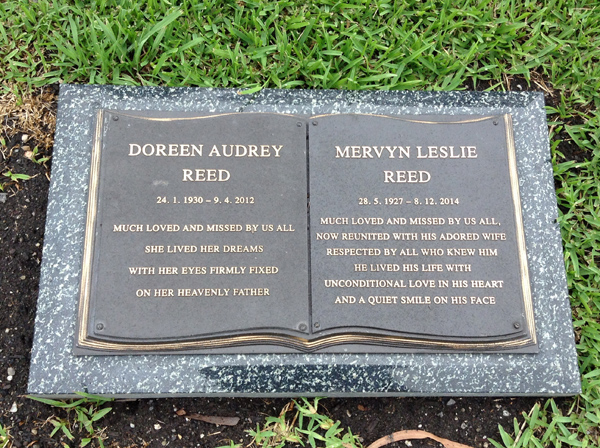 DOREEN AUDREY
REED
24. 1. 1930 – 9. 4. 2012
MUCH LOVED AND MISSED BY US ALL
SHE LIVED HER DREAMS
WITH HER EYES FIRMLY FIXED
ON HER HEAVENLY FATHER
MERVYN LESLIE
REED
28. 5. 1927 – 8. 12. 2014
MUCH LOVED AND MISSED BY US ALL,
NOW REUNITED WITH HIS ADORED WIFE
RESPECTED BY ALL WHO KNEW HIM
HE LIVED HIS LIFE WITH
UNCONDITIONAL LOVE IN HIS HEART
AND A QUIET SMILE ON HIS FACE